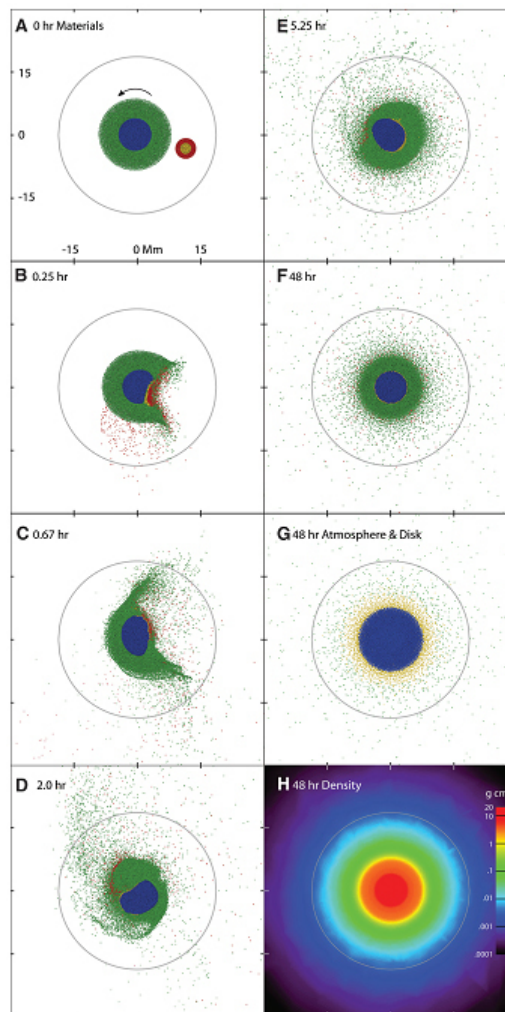 A 0 hr Materials
15
0
-15
-15 0 Mm 15
B 0.25 hr
C 0.67 hr
D 2.0 hr
E 5.25 hr
F 48 hr
G 48 hr Atmosphere & Disk
H 48 hr Density
g cm
20
10
1
.1
.01
.001
.0001